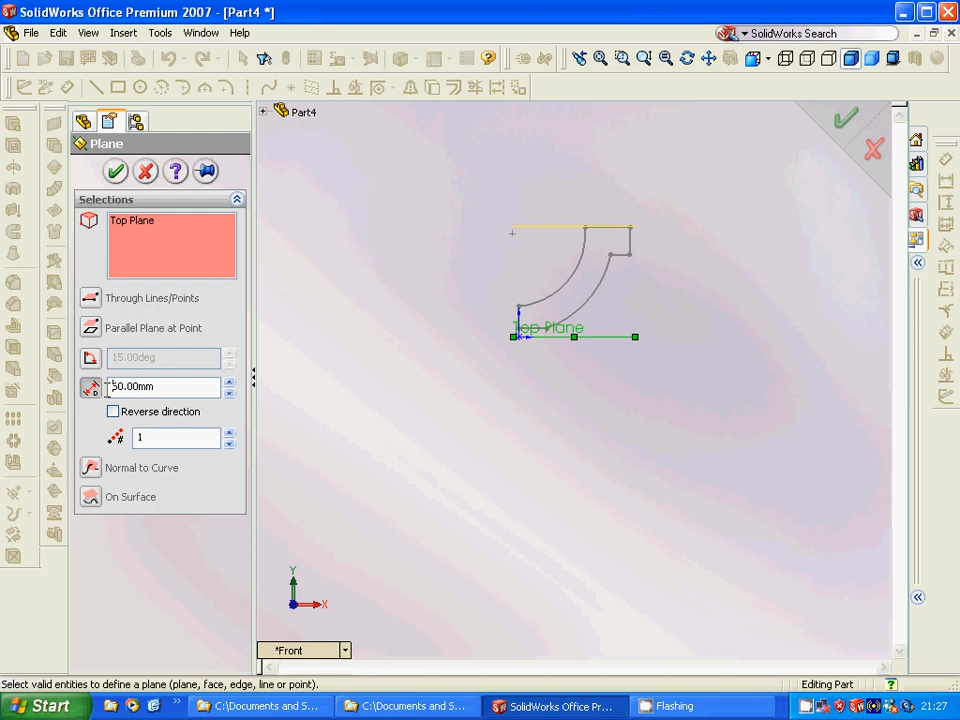 SolidWorks Office Premium 2007 - [Part4 *]
File Edit View Insert Tools Window Help
SolidWorks Search
Part4
Plane
Selections
Top Plane
Through Lines/Points
Parallel Plane at Point
15.00deg
50.00mm
Reverse direction
1
Normal to Curve
On Surface
Top Plane
Y
X
*Front
Select valid entities to define a plane (plane, face, edge, line or point).
Editing Part
Start
C:\Documents and S...
C:\Documents and S...
SolidWorks Office Pr...
Flashing
21:27